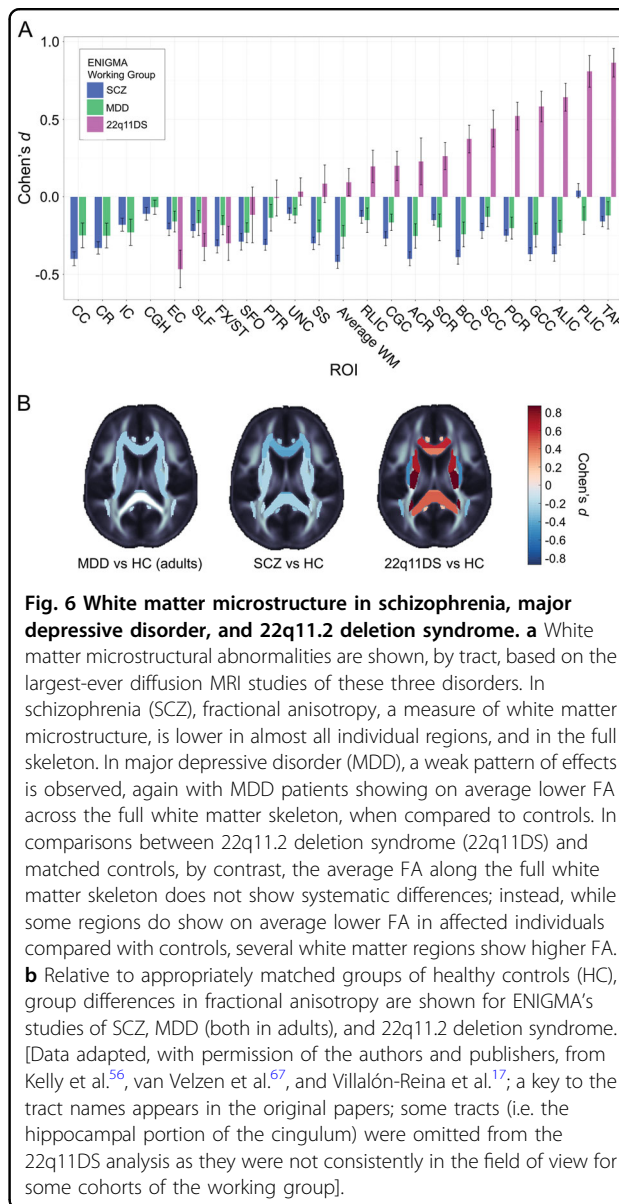 A
1.0
0.5
0.0
-0.5
Cohen's d
ENIGMA
Working Group
SCZ
MDD
22q11DS
CC
CR
IC
CGH
EC
SLF
FX/ST
SFO
PTR
UNC
SS
Average WM
RLIC
CGC
ACR
SCR
BCC
SCC
PCR
GCC
ALIC
PLIC
TAP
ROI
B
MDD vs HC (adults)
SCZ vs HC
22q11DS vs HC
0.8
0.6
0.4
0.2
0
-0.2
-0.4
-0.6
-0.8
Cohen's d
Fig. 6 White matter microstructure in schizophrenia, major
depressive disorder, and 22q11.2 deletion syndrome. a White
matter microstructural abnormalities are shown, by tract, based on the
largest-ever diffusion MRI studies of these three disorders. In
schizophrenia (SCZ), fractional anisotropy, a measure of white matter
microstructure, is lower in almost all individual regions, and in the full
skeleton. In major depressive disorder (MDD), a weak pattern of effects
is observed, again with MDD patients showing on average lower FA
across the full white matter skeleton, when compared to controls. In
comparisons between 22q11.2 deletion syndrome (22q11DS) and
matched controls, by contrast, the average FA along the full white
matter skeleton does not show systematic differences; instead, while
some regions do show on average lower FA in affected individuals
compared with controls, several white matter regions show higher FA.
b Relative to appropriately matched groups of healthy controls (HC),
group differences in fractional anisotropy are shown for ENIGMA's
studies of SCZ, MDD (both in adults), and 22q11.2 deletion syndrome.
[Data adapted, with permission of the authors and publishers, from
Kelly et al.56, van Velzen et al.67, and Villalón-Reina et al.17; a key to the
tract names appears in the original papers; some tracts (i.e. the
hippocampal portion of the cingulum) were omitted from the
22q11DS analysis as they were not consistently in the field of view for
some cohorts of the working group].